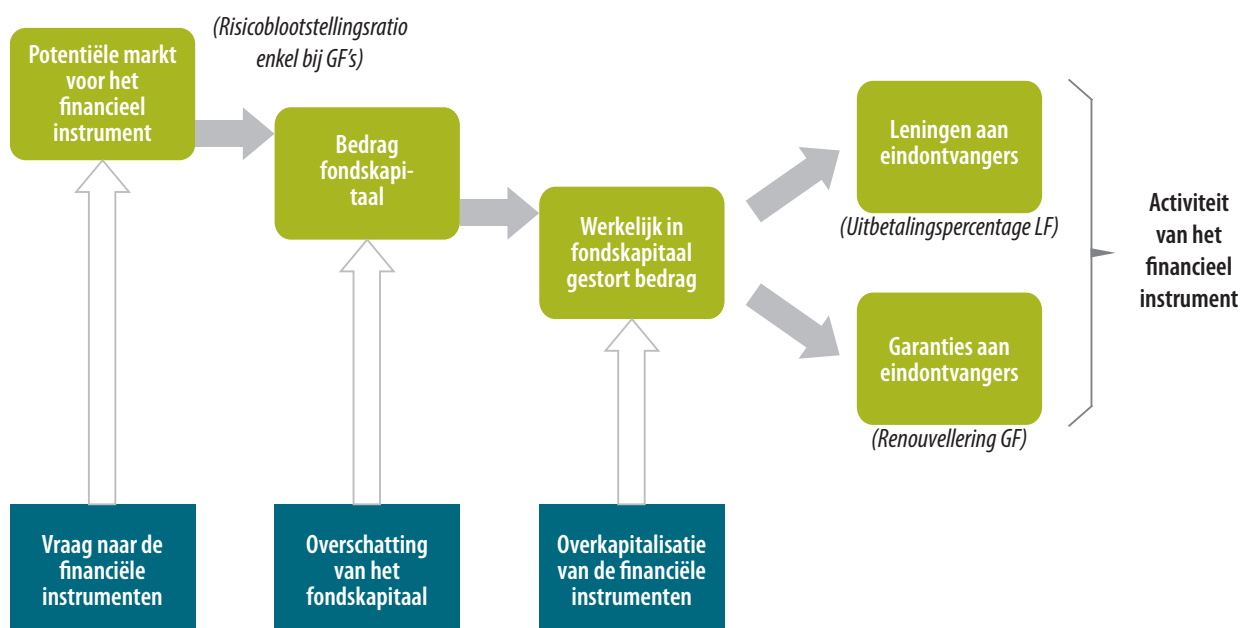 Potentiële markt
voor het
financieel
instrument
(Risicoblootstellingsratio
enkel bij GF's)
Bedrag
fondskapi-
taal
Werkelijk in
fondskapitaal
gestort bedrag
Leningen aan
eindontvangers
(Uitbetalingspercentage LF)
Garanties aan
eindontvangers
(Renouvellering GF)
Activiteit
van het
financieel
instrument
Vraag naar de
financiële
instrumenten
Overschatting
van het
fondskapitaal
Overkapitalisatie
van de financiële
instrumenten